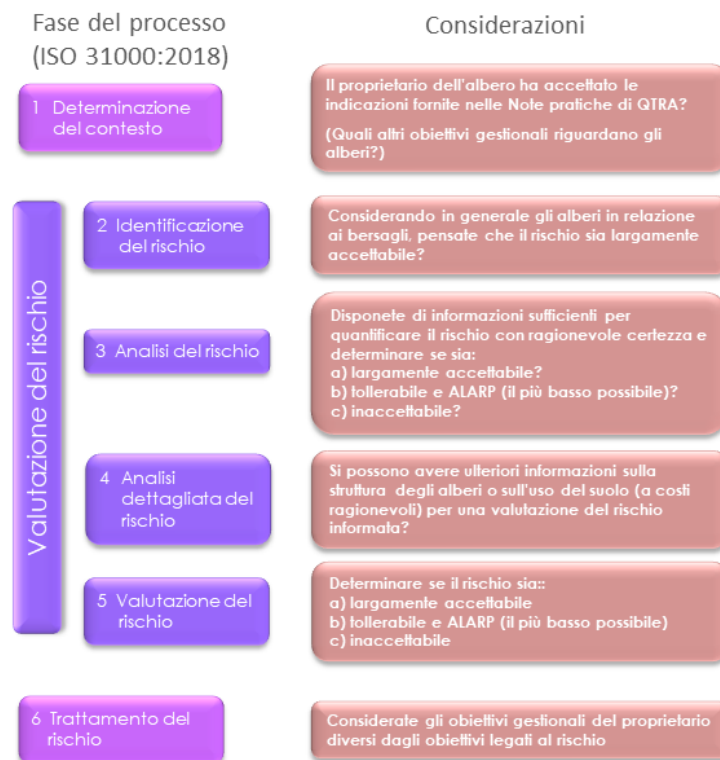 Fase del processo
(ISO 31000:2018)
Considerazioni
1 Determinazione
del contesto
Il proprietario dell'albero ha accettato le
indicazioni fornite nelle Note pratiche di QTRA?
(Quali altri obiettivi gestionali riguardano gli
alberi?)
Valutazione del rischio
2 Identificazione
del rischio
Considerando in generale gli alberi in relazione
ai bersagli, pensate che il rischio sia largamente
accettabile?
3 Analisi del rischio
Disponete di informazioni sufficienti per
quantificare il rischio con ragionevole certezza e
determinare se sia:
a) largamente accettabile?
b) tollerabile e ALARP (il più basso possibile)?
c) inaccettabile?
4 Analisi
dettagliata del
rischio
Si possono avere ulteriori informazioni sulla
struttura degli alberi o sull'uso del suolo (a costi
ragionevoli) per una valutazione del rischio
informata?
5 Valutazione del
rischio
Determinare se il rischio sia::
a) largamente accettabile
b) tollerabile e ALARP (il più basso possibile)
c) inaccettabile
6 Trattamento del
rischio
Considerate gli obiettivi gestionali del proprietario
diversi dagli obiettivi legati al rischio